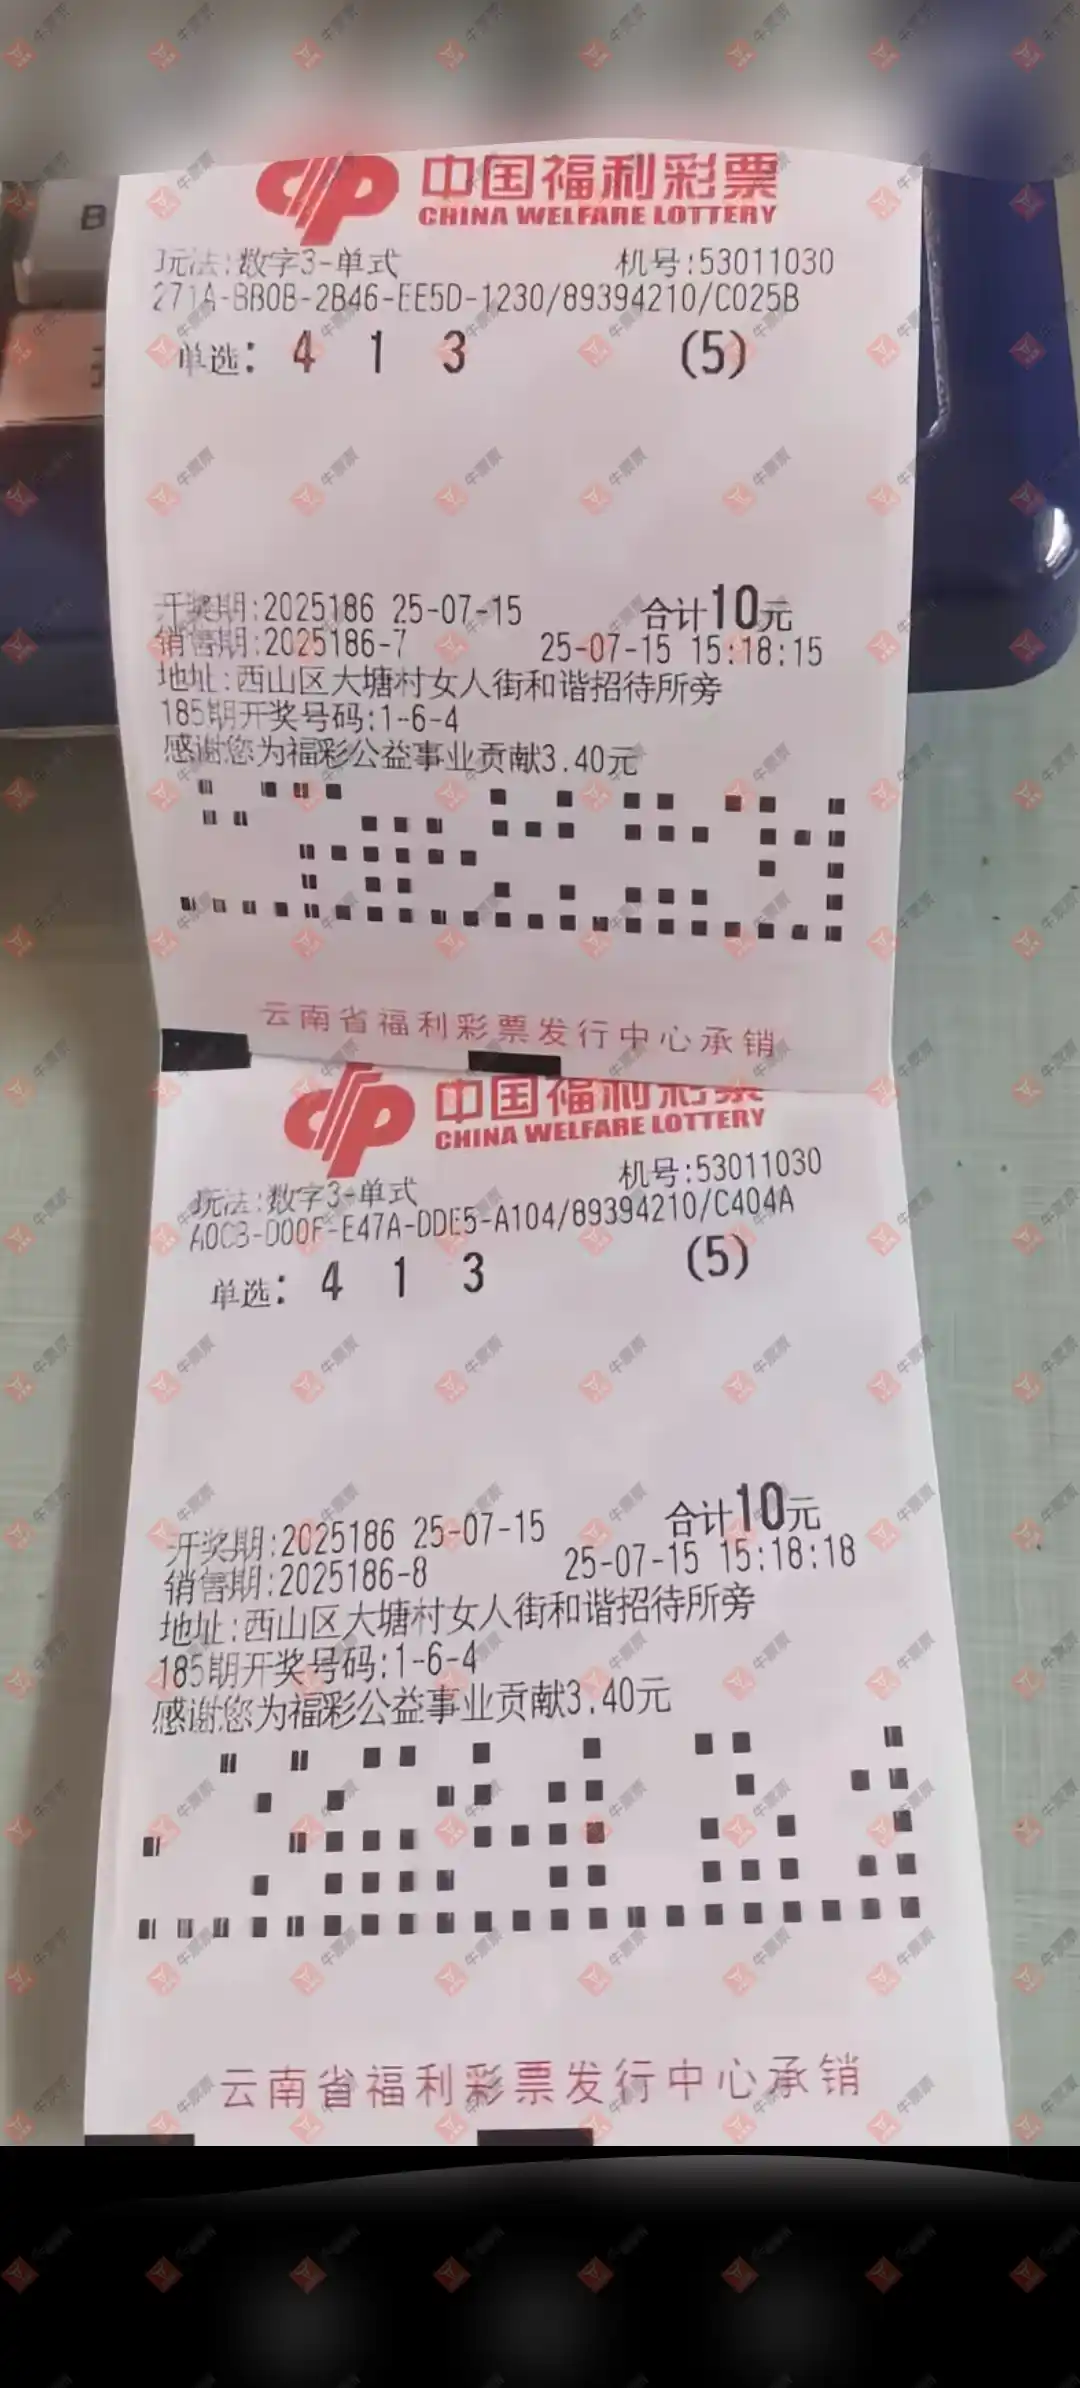 中国福利彩票
CHINA WELFARE LOTTERY
玩法:数字3-单式 机号:53011030
271A-BB0B-2B46-EE5D-1230/89394210/C025B
单选: 4 1 3 (5)
开奖期:2025186 25-07-15 合计10元
销售期:2025186-7 25-07-15 15:18:15
地址:西山区大塘村女人街和谐招待所旁
185期开奖号码:1-6-4
感谢您为福彩公益事业贡献3.40元
云南省福利彩票发行中心承销
中国福利彩票
CHINA WELFARE LOTTERY
玩法:数字3-单式 机号:53011030
A0C3-D00F-E47A-DDE5-A104/89394210/C404A
单选: 4 1 3 (5)
开奖期:2025186 25-07-15 合计10元
销售期:2025186-8 25-07-15 15:18:18
地址:西山区大塘村女人街和谐招待所旁
185期开奖号码:1-6-4
感谢您为福彩公益事业贡献3.40元
云南省福利彩票发行中心承销
牛票票